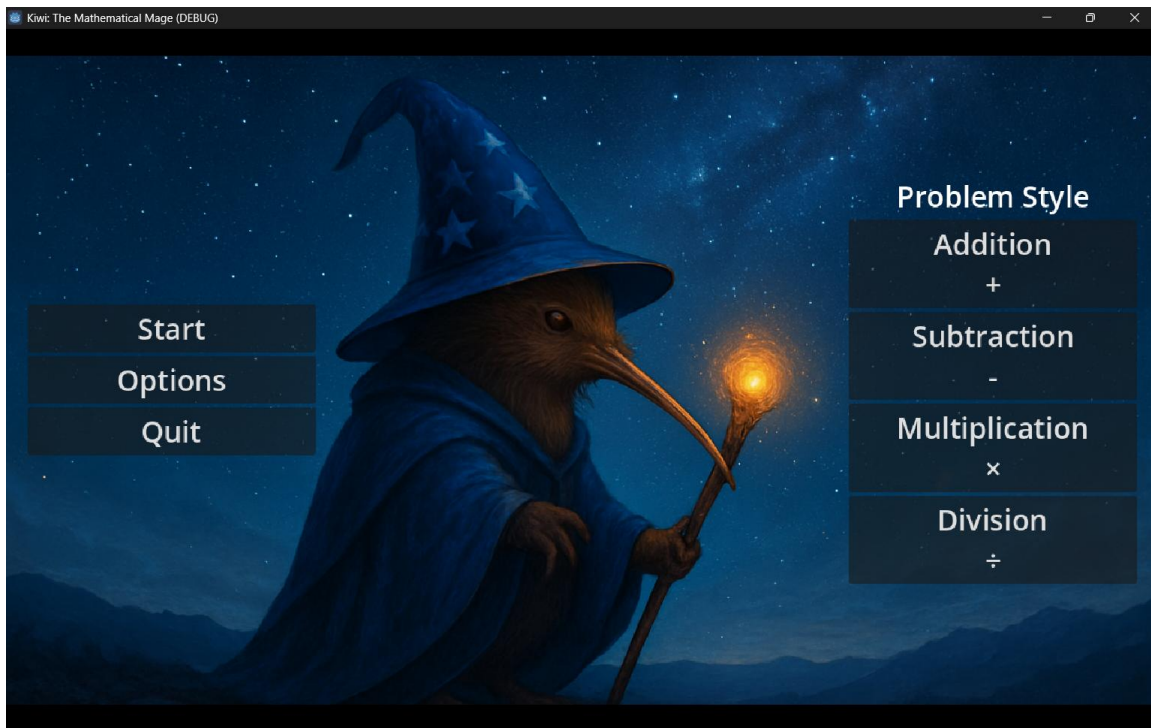 Kiwi: The Mathematical Mage (DEBUG)
Start
Options
Quit
Problem Style
Addition
+
Subtraction
-
Multiplication
×
Division
÷